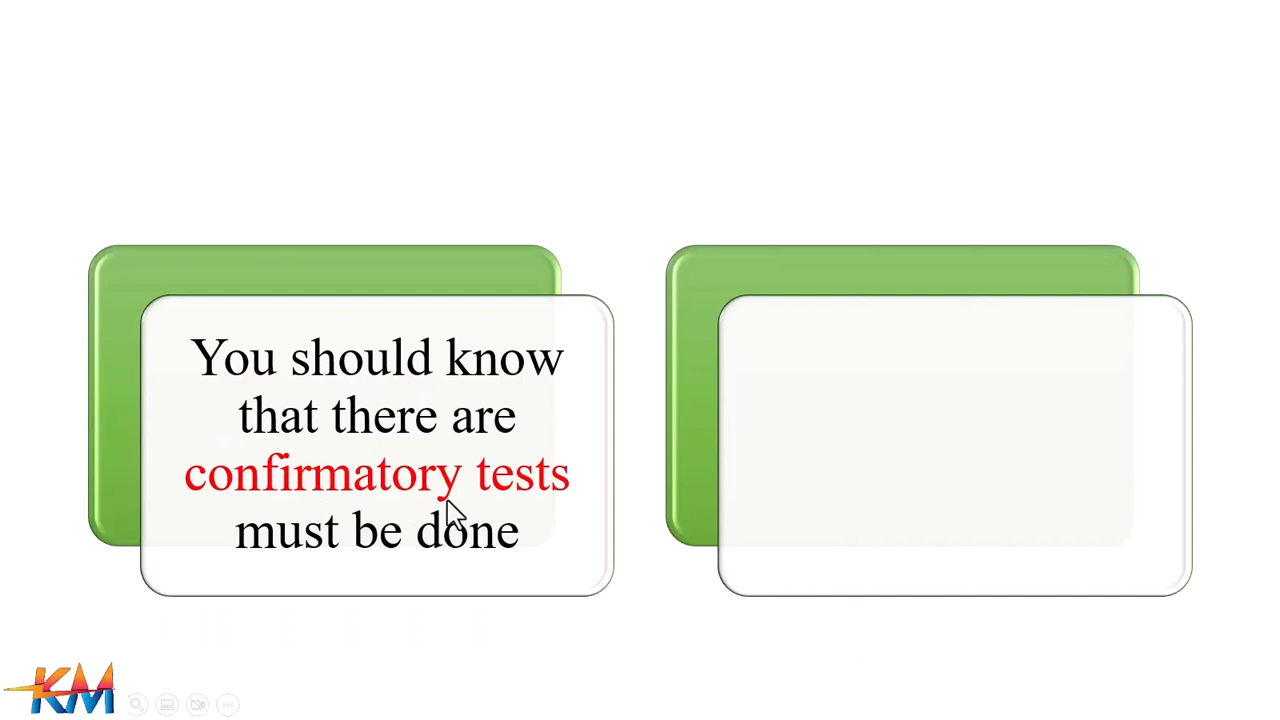 You should know
that there are
confirmatory tests
must be done
KM